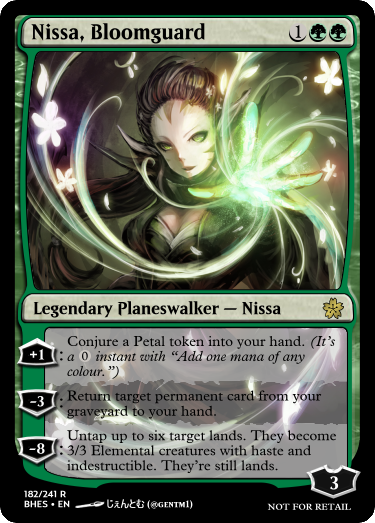 Nissa, Bloomguard 1
Legendary Planeswalker — Nissa
+1: Conjure a Petal token into your hand. (It's
a 0 instant with “Add one mana of any
colour.”)
-3: Return target permanent card from your
graveyard to your hand.
-8: Untap up to six target lands. They become
3/3 Elemental creatures with haste and
indestructible. They're still lands.
3
182/241 R
BHES • EN じぇんとむ (@GENTM1)
NOT FOR RETAIL